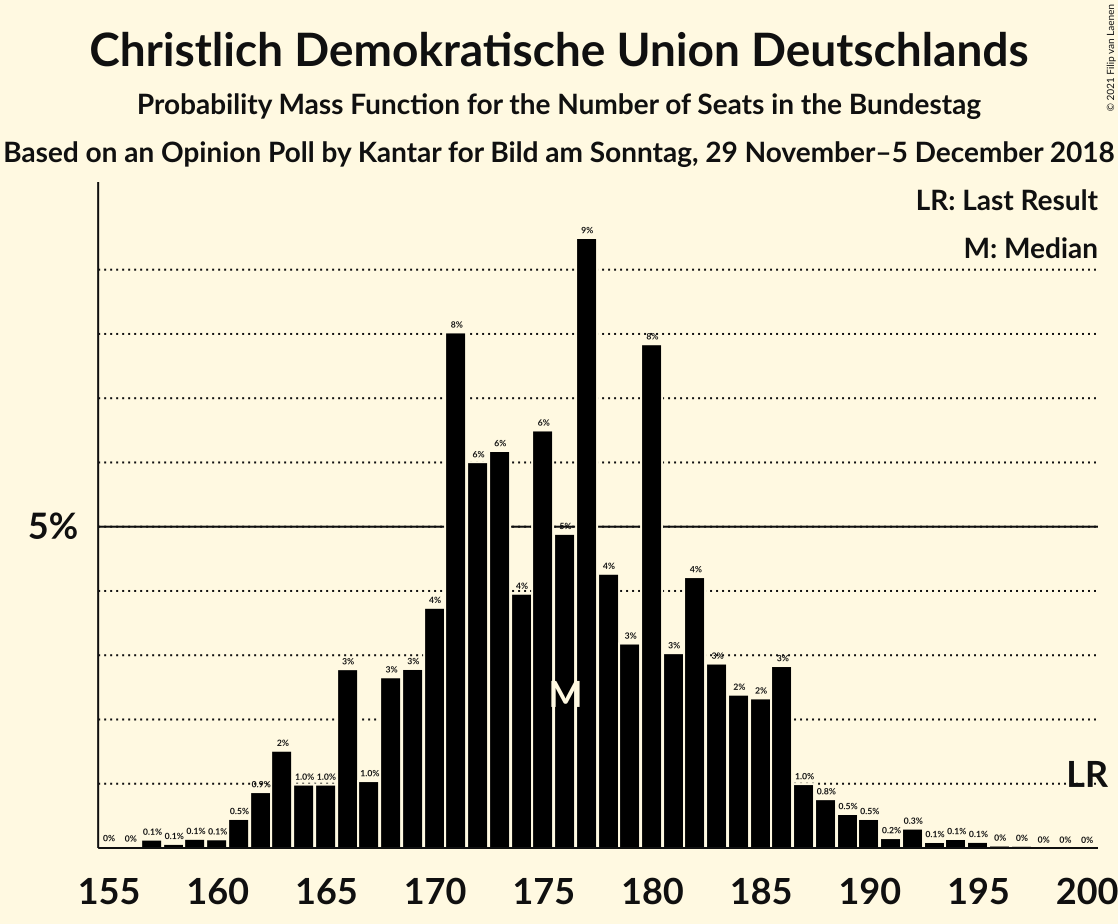 Christlich Demokratische Union Deutschlands
Probability Mass Function for the Number of Seats in the Bundestag
Based on an Opinion Poll by Kantar for Bild am Sonntag, 29 November–5 December 2018
© 2021 Filip van Laenen
LR: Last Result
M: Median
5%
0% 0% 0.1% 0.1% 0.1% 0.1% 0.5% 0.9% 2% 1.0% 1.0% 3% 1.0% 3% 3% 4% 8% 6% 6% 4% 6% 5% 9% 4% 3% 8% 3% 4% 3% 2% 2% 3% 1.0% 0.8% 0.5% 0.5% 0.2% 0.3% 0.1% 0.1% 0.1% 0% 0% 0% 0% 0%
M
LR
155 160 165 170 175 180 185 190 195 200